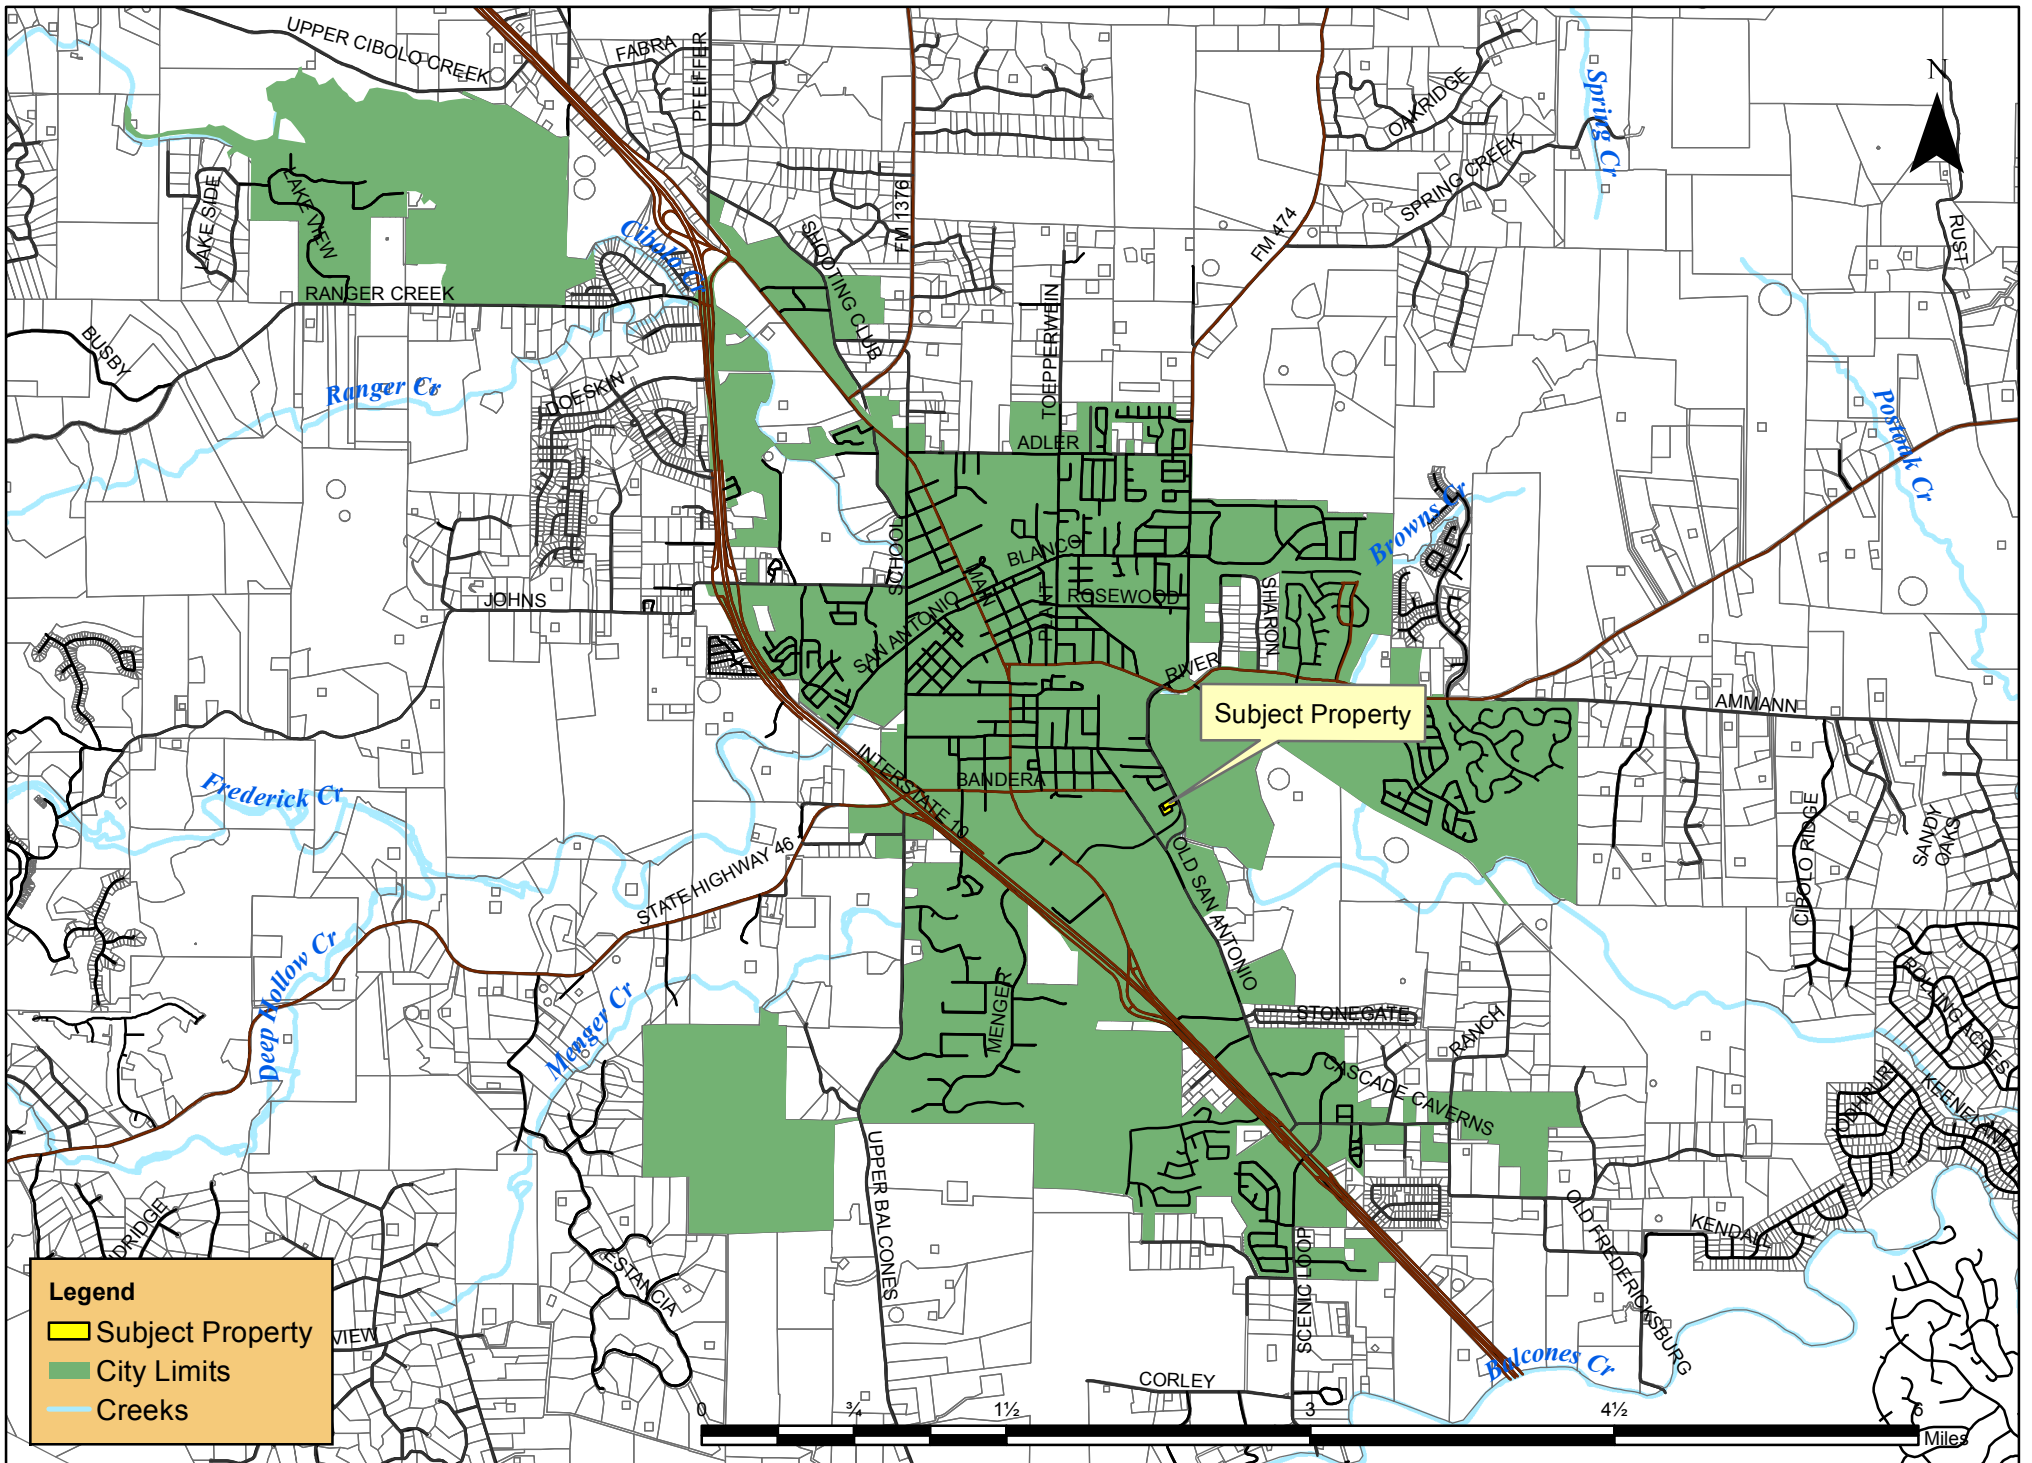 UPPER CIBOLO CREEK
FABRA
PFEIFFER
OAKRIDGE
Spring Cr
N
SPRING CREEK
LAKE SIDE
LAKE VIEW
FM 1376
SHOOTING CLUB
FM 474
RUST
Cibolo Cr
RANGER CREEK
TOEPPERWEIN
BUSBY
Ranger Cr
DOESKIN
Postoak Cr
ADLER
Browns Cr
SCHOOL
BLANCO
MAIN
PLANT
ROSEWOOD
SHARON
JOHNS
SAN ANTONIO
RIVER
Subject Property
AMMANN
INTERSTATE 10
BANDERA
Frederick Cr
STATE HIGHWAY 46
OLD SAN ANTONIO
CIBOLO RIDGE
SANDY
OAKS
Deep Hollow Cr
Menger Cr
MENGER
STONEGATE
RANCH
ROLLING ACRES
CASCADE CAVERNS
KEENELAND
UPPER BALCONES
OLD FREDERICKSBURG
KENDALL
ESTANCIA
SCENIC LOOP
Balcones Cr
CORLEY
VIEW
Legend
Subject Property
City Limits
Creeks
0 ¾ 1½ 3 4½ 6
Miles